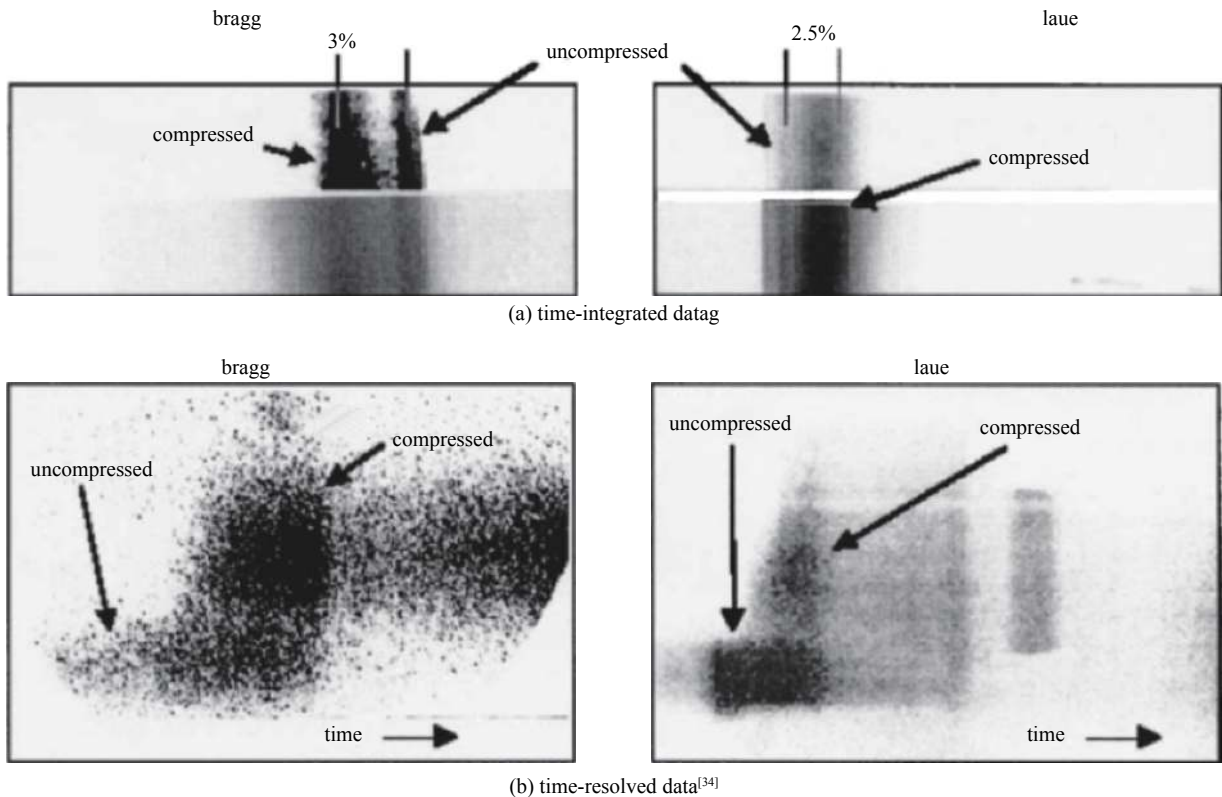 bragg
laue
3%
2.5%
uncompressed
compressed
compressed
(a) time-integrated datag
bragg
laue
uncompressed
compressed
uncompressed
compressed
time
time
(b) time-resolved data[34]